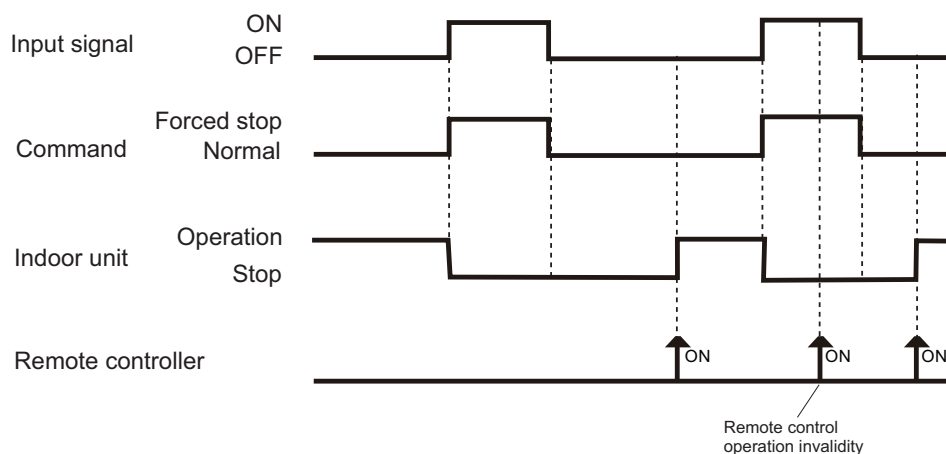 Input signal
ON
OFF
Command
Forced stop
Normal
Indoor unit
Operation
Stop
Remote controller
ON
ON
ON
Remote control
operation invalidity